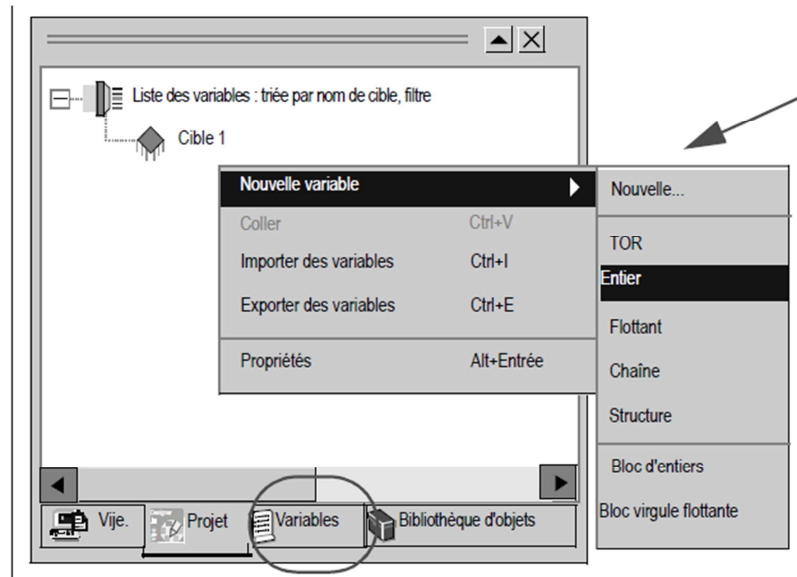 Liste des variables : triée par nom de cible, filtre
Cible 1
Nouvelle variable
Coller Ctrl+V
Importer des variables Ctrl+I
Exporter des variables Ctrl+E
Propriétés Alt+Entrée
Nouvelle...
TOR
Entier
Flottant
Chaîne
Structure
Bloc d'entiers
Bloc virgule flottante
Vije. Projet Variables Bibliothèque d'objets